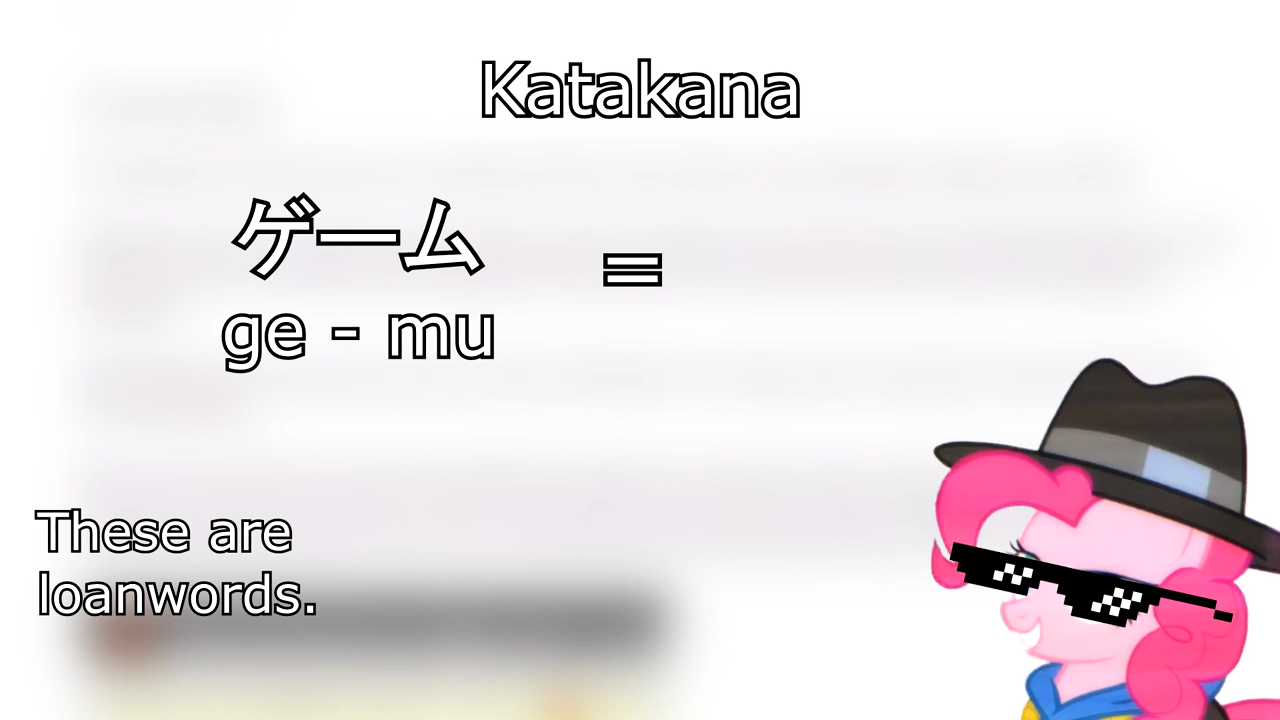 Katakana
ゲーム =
ge - mu
These are
loanwords.